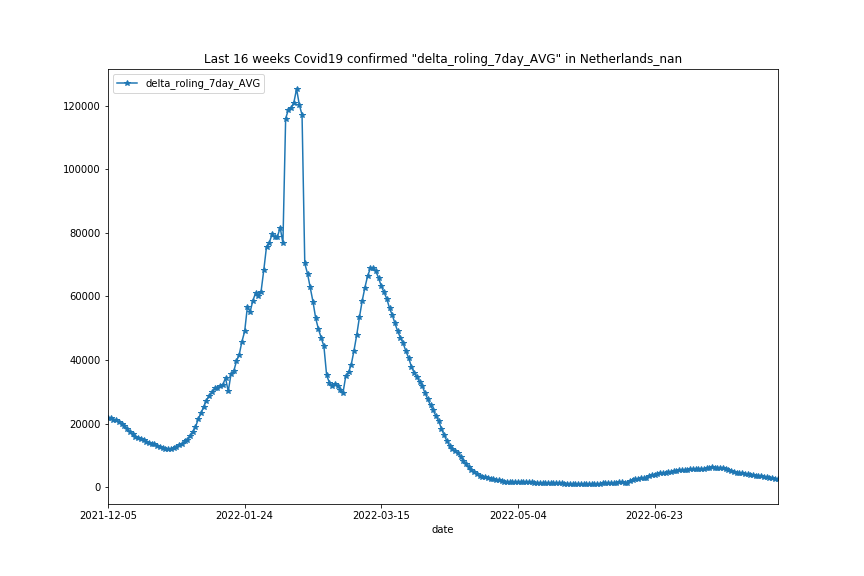 Last 16 weeks Covid19 confirmed "delta_roling_7day_AVG" in Netherlands_nan
delta_roling_7day_AVG
120000
100000
80000
60000
40000
20000
0
2021-12-05 2022-01-24 2022-03-15 2022-05-04 2022-06-23
date